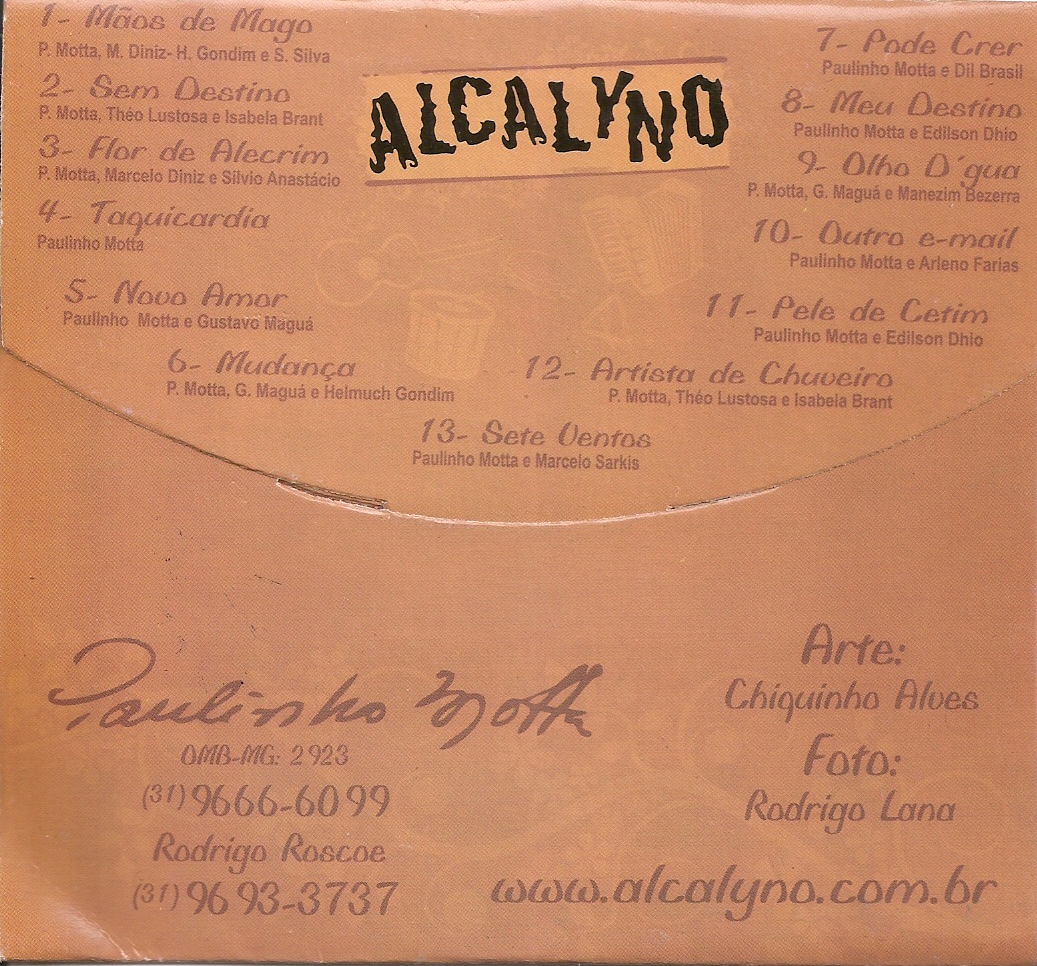 1- Mãos de Mago
P. Motta, M. Diniz- H. Gondim e S. Silva
2- Sem Destino
P. Motta, Théo Lustosa e Isabela Brant
3- Flor de Alecrim
P. Motta, Marcelo Diniz e Silvio Anastácio
4- Taquicardia
Paulinho Motta
5- Novo Amor
Paulinho Motta e Gustavo Maguá
6- Mudança
P. Motta, G. Maguá e Helmuch Gondim
ALCALYNO
7- Pode Crer
Paulinho Motta e Dil Brasil
8- Meu Destino
Paulinho Motta e Edilson Dhio
9- Olho D´gua
P. Motta, G. Maguá e Manezim Bezerra
10- Outro e-mail
Paulinho Motta e Arleno Farias
11- Pele de Cetim
Paulinho Motta e Edilson Dhio
12- Artista de Chuveiro
P. Motta, Théo Lustosa e Isabela Brant
13- Sete Ventos
Paulinho Motta e Marcelo Sarkis
Paulinho Motta
OMB-MG: 2923
(31) 9666-6099
Rodrigo Roscoe
(31) 9693-3737
Arte:
Chiquinho Alves
Foto:
Rodrigo Lana
www.alcalyno.com.br